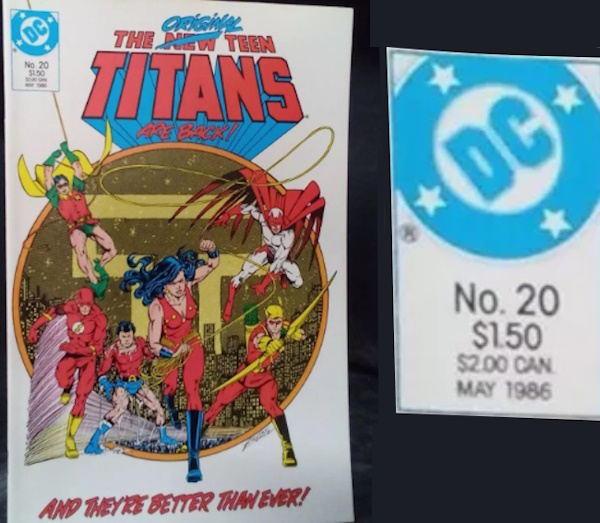 DC
No. 20
$1.50
$2.00 CAN.
MAY 1986
ORIGINAL
THE NEW TEEN
TITANS
ARE BACK!
AND THEY'RE BETTER THAN EVER!
DC
®
No. 20
$1.50
$2.00 CAN.
MAY 1986